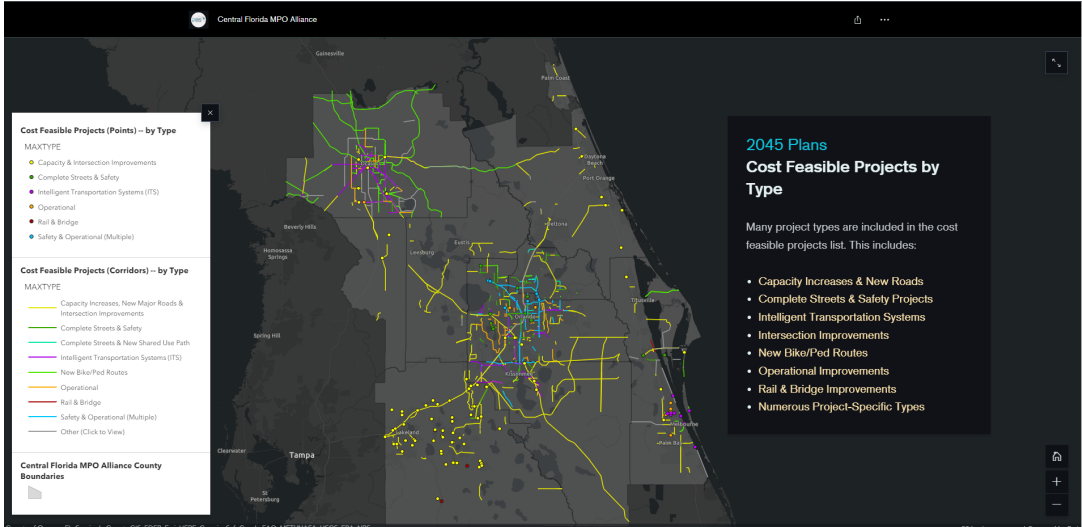 Central Florida MPO Alliance
Gainesville
Palm Coast
Cost Feasible Projects (Points) -- by Type
MAXTYPE
Capacity & Intersection Improvements
Complete Streets & Safety
Intelligent Transportation Systems (ITS)
Operational
Rail & Bridge
Safety & Operational (Multiple)
Cost Feasible Projects (Corridors) -- by Type
MAXTYPE
Capacity Increases, New Major Roads &
Intersection Improvements
Complete Streets & Safety
Complete Streets & New Shared Use Path
Intelligent Transportation Systems (ITS)
New Bike/Ped Routes
Operational
Rail & Bridge
Safety & Operational (Multiple)
Other (Click to View)
Central Florida MPO Alliance County
Boundaries
Daytona
Beach
Port Orange
Deltona
Beverly Hills
Homosassa
Springs
Leesburg
Eustis
Titusville
Orlando
Spring Hill
Kissimmee
Lakeland
Melbourne
Palm Ba
Clearwater
Tampa
St
Petersburg
2045 Plans
Cost Feasible Projects by
Type
Many project types are included in the cost
feasible projects list. This includes:
• Capacity Increases & New Roads
• Complete Streets & Safety Projects
• Intelligent Transportation Systems
• Intersection Improvements
• New Bike/Ped Routes
• Operational Improvements
• Rail & Bridge Improvements
• Numerous Project-Specific Types